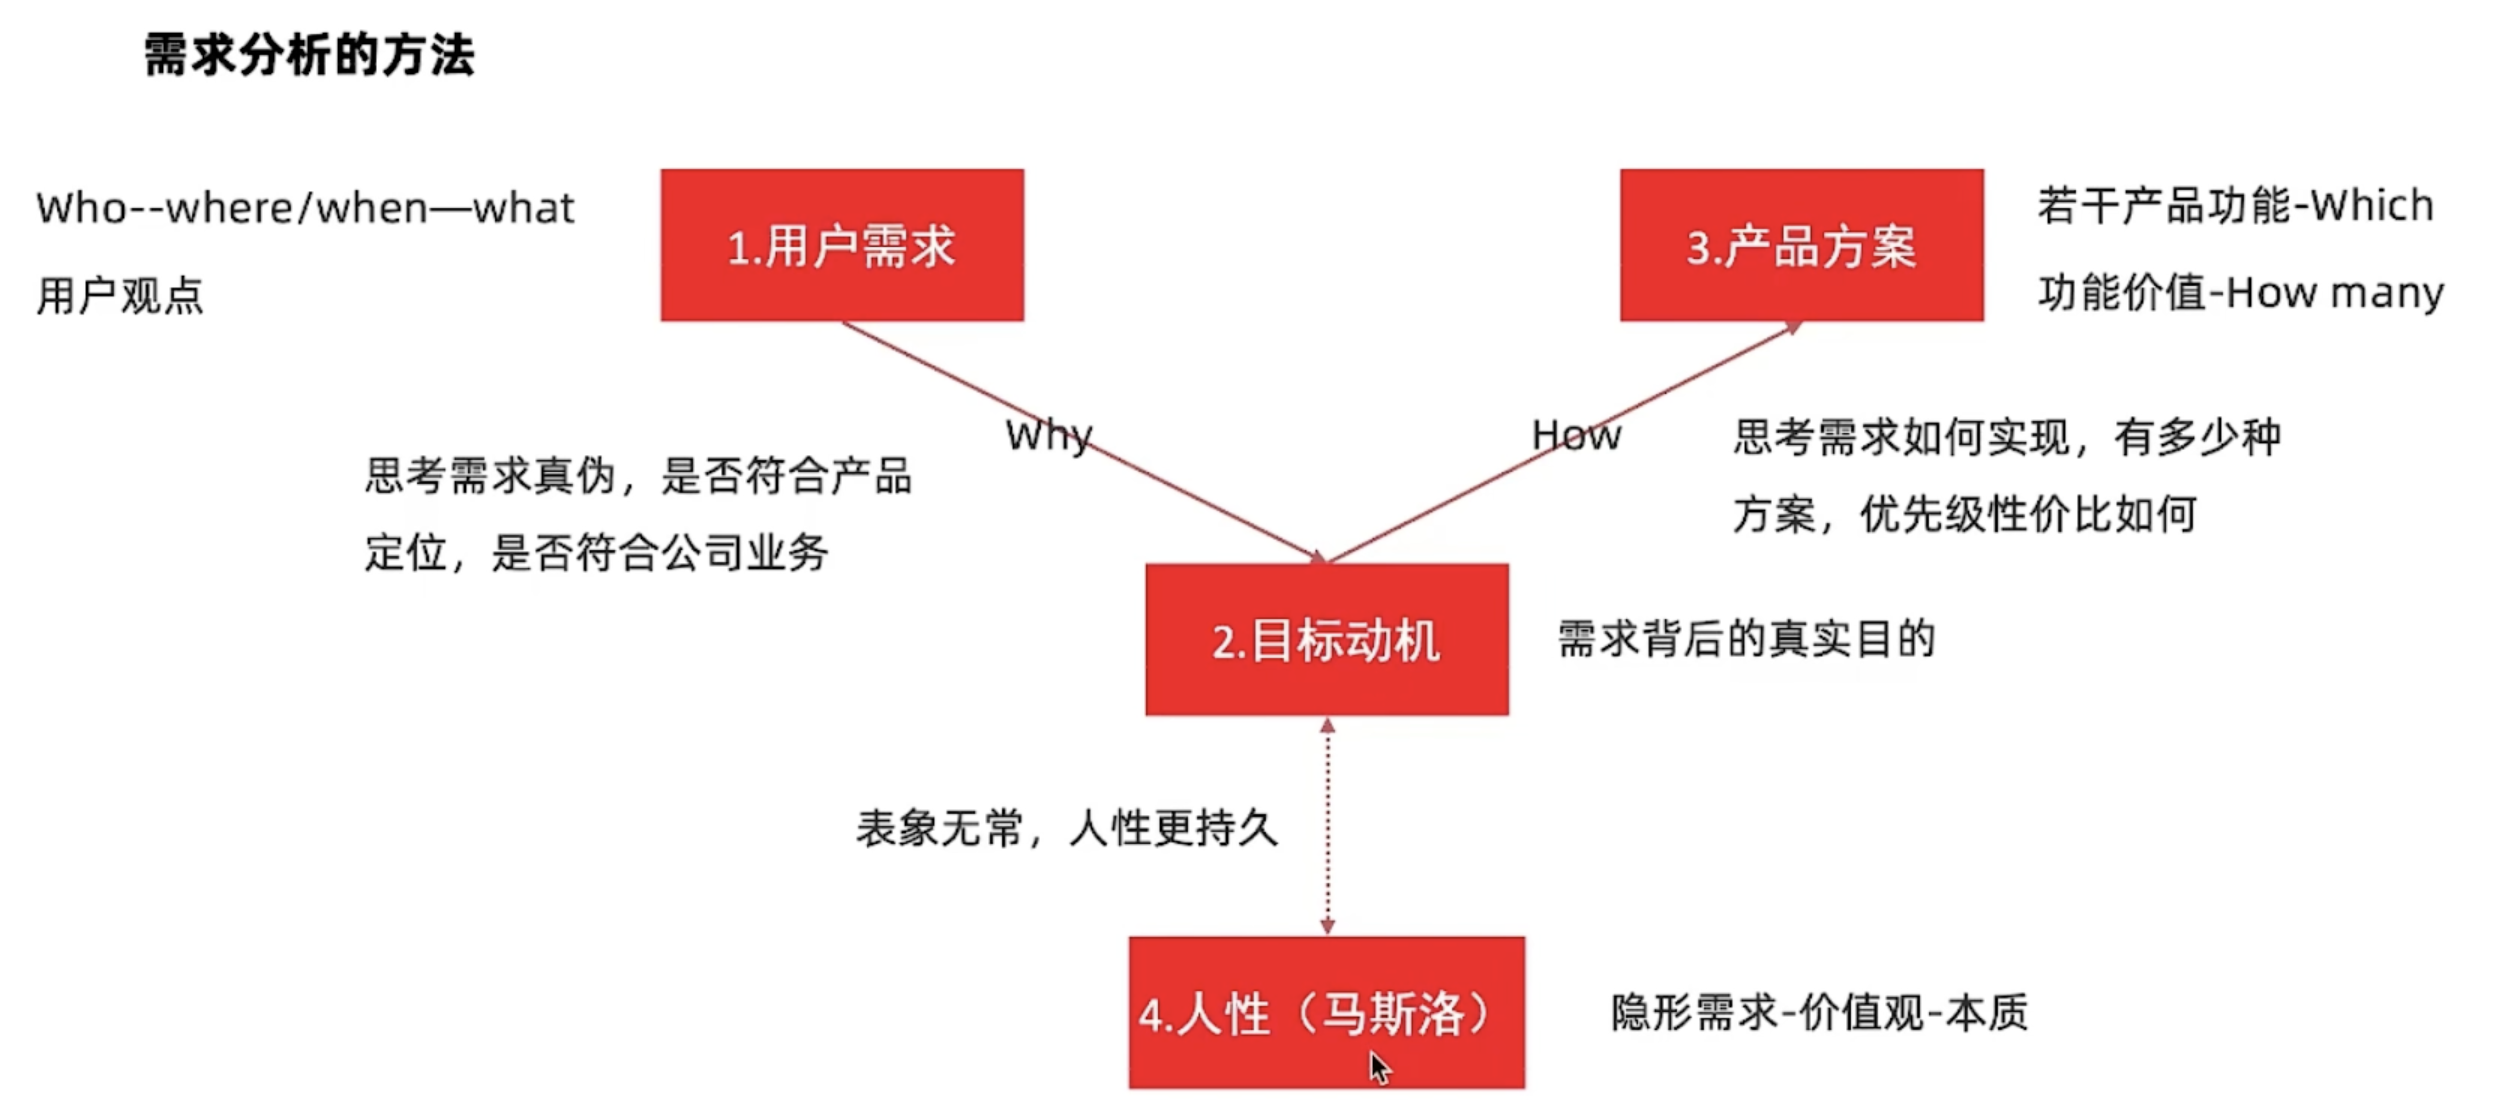 需求分析的方法
Who--where/when—what
用户观点
1.用户需求
3.产品方案
若干产品功能-Which
功能价值-How many
Why
How
思考需求真伪，是否符合产品
定位，是否符合公司业务
思考需求如何实现，有多少种
方案，优先级性价比如何
2.目标动机
需求背后的真实目的
表象无常，人性更持久
4.人性（马斯洛）
隐形需求-价值观-本质